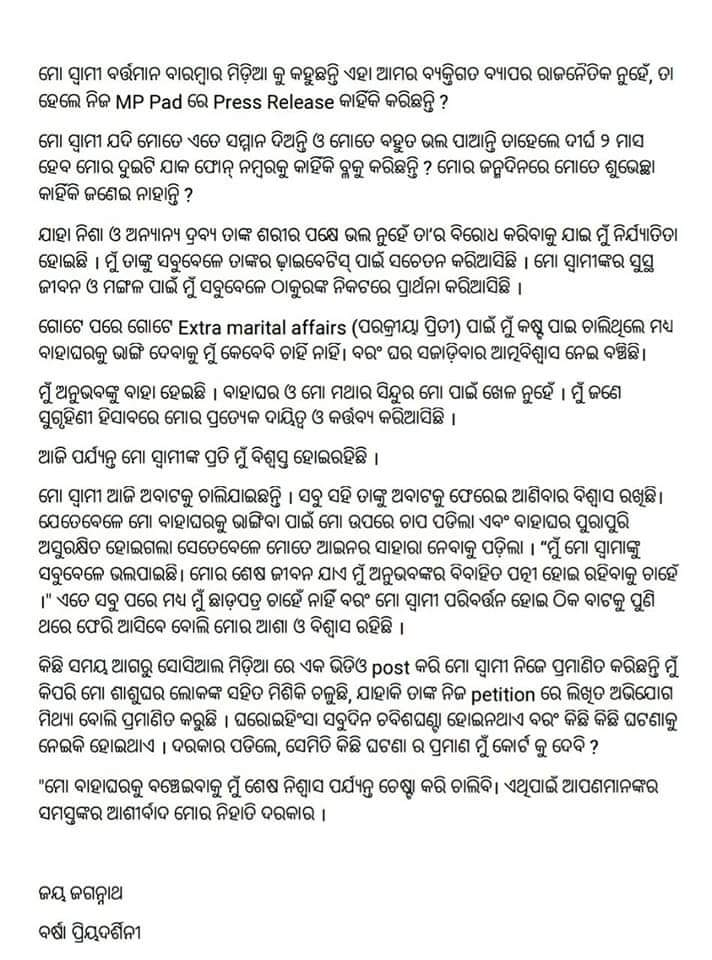 ମୋ ସ୍ୱାମୀ ବର୍ତ୍ତମାନ ବାରମ୍ବାର ମିଡ଼ିଆ କୁ କହୁଛନ୍ତି ଏହା ଆମର ବ୍ୟକ୍ତିଗତ ବ୍ୟାପର ରାଜନୈତିକ ନୁହେଁ, ତା
ହେଲେ ନିଜ MP Pad ରେ Press Release କାହିଁକି କରିଛନ୍ତି ?
ମୋ ସ୍ୱାମୀ ଯଦି ମୋତେ ଏତେ ସମ୍ମାନ ଦିଅନ୍ତି ଓ ମୋତେ ବହୁତ ଭଲ ପାଆନ୍ତି ତାହେଲେ ଦୀର୍ଘ ୨ ମାସ
ହେବ ମୋର ଦୁଇଟି ଯାକ ଫୋନ୍ ନମ୍ବରକୁ କାହିଁକି ବ୍ଲକୁ କରିଛନ୍ତି ? ମୋର ଜନ୍ମଦିନରେ ମୋତେ ଶୁଭେଚ୍ଛା
କାହିଁକି ଜଣେଇ ନାହାନ୍ତି ?
ଯାହା ନିଶା ଓ ଅନ୍ୟାନ୍ୟ ଦ୍ରବ୍ୟ ତାଙ୍କ ଶରୀର ପକ୍ଷେ ଭଲ ନୁହେଁ ତା'ର ବିରୋଧ କରିବାକୁ ଯାଇ ମୁଁ ନିର୍ଯ୍ୟାତିତା
ହୋଇଛି । ମୁଁ ତାଙ୍କୁ ସବୁବେଳେ ତାଙ୍କର ଢ଼ାଇବେଟିସ୍ ପାଇଁ ସଚେତନ କରିଆସିଛି । ମୋ ସ୍ୱାମୀଙ୍କର ସୁସ୍ଥ
ଜୀବନ ଓ ମଙ୍ଗଳ ପାଇଁ ମୁଁ ସବୁବେଳେ ଠାକୁରଙ୍କ ନିକଟରେ ପ୍ରାର୍ଥନା କରିଆସିଛି ।
ଗୋଟେ ପରେ ଗୋଟେ Extra marital affairs (ପରକ୍ରୀୟା ପ୍ରିତୀ) ପାଇଁ ମୁଁ କଷ୍ଟ ପାଇ ଚାଲିଥିଲେ ମଧ୍ୟ
ବାହାଘରକୁ ଭାଙ୍ଗି ଦେବାକୁ ମୁଁ କେବେବି ଚାହିଁ ନାହିଁ। ବରଂ ଘର ସଜାଡ଼ିବାର ଆତ୍ମବିଶ୍ୱାସ ନେଇ ବଞ୍ଚିଛି।
ମୁଁ ଅନୁଭବଙ୍କୁ ବାହା ହେଇଛି । ବାହାଘର ଓ ମୋ ମଥାର ସିନ୍ଦୁର ମୋ ପାଇଁ ଖେଳ ନୁହେଁ । ମୁଁ ଜଣେ
ସୁଗୃହିଣୀ ହିସାବରେ ମୋର ପ୍ରତ୍ୟେକ ଦାୟିତ୍ୱ ଓ କର୍ତ୍ତବ୍ୟ କରିଆସିଛି ।
ଆଜି ପର୍ଯ୍ୟନ୍ତ ମୋ ସ୍ୱାମୀଙ୍କ ପ୍ରତି ମୁଁ ବିଶ୍ୱସ୍ତ ହୋଇରହିଛି ।
ମୋ ସ୍ୱାମୀ ଆଜି ଅବାଟକୁ ଚାଲିଯାଇଛନ୍ତି । ସବୁ ସହି ତାଙ୍କୁ ଅବାଟକୁ ଫେରେଇ ଆଣିବାର ବିଶ୍ୱାସ ରଖିଛି।
ଯେତେବେଳେ ମୋ ବାହାଘରକୁ ଭାଙ୍ଗିବା ପାଇଁ ମୋ ଉପରେ ଚାପ ପଡିଲା ଏବଂ ବାହାଘର ପୁରାପୁରି
ଅସୁରକ୍ଷିତ ହୋଇଗଲା ସେତେବେଳେ ମୋତେ ଆଇନର ସାହାରା ନେବାକୁ ପଡ଼ିଲା । “ମୁଁ ମୋ ସ୍ୱାମାଙ୍କୁ
ସବୁବେଳେ ଭଲପାଇଛି। ମୋର ଶେଷ ଜୀବନ ଯାଏ ମୁଁ ଅନୁଭବଙ୍କର ବିବାହିତ ପତ୍ନୀ ହୋଇ ରହିବାକୁ ଚାହେଁ
।" ଏତେ ସବୁ ପରେ ମଧ୍ୟ ମୁଁ ଛାଡ଼ପତ୍ର ଚାହେଁ ନାହିଁ ବରଂ ମୋ ସ୍ୱାମୀ ପରିବର୍ତ୍ତନ ହୋଇ ଠିକ ବାଟକୁ ପୁଣି
ଥରେ ଫେରି ଆସିବେ ବୋଲି ମୋର ଆଶା ଓ ବିଶ୍ୱାସ ରହିଛି ।
କିଛି ସମୟ ଆଗରୁ ସୋସିଆଲ ମିଡ଼ିଆ ରେ ଏକ ଭିଡିଓ post କରି ମୋ ସ୍ୱାମୀ ନିଜେ ପ୍ରମାଣିତ କରିଛନ୍ତି ମୁଁ
କିପରି ମୋ ଶାଶୁଘର ଲୋକଙ୍କ ସହିତ ମିଶିକି ଚଳୁଛି, ଯାହାକି ତାଙ୍କ ନିଜ petition ରେ ଲିଖିତ ଅଭିଯୋଗ
ମିଥ୍ୟା ବୋଲି ପ୍ରମାଣିତ କରୁଛି । ଘରୋଇହିଂସା ସବୁଦିନ ଚବିଶଘଣ୍ଟା ହୋଇନଥାଏ ବରଂ କିଛି କିଛି ଘଟଣାକୁ
ନେଇକି ହୋଇଥାଏ । ଦରକାର ପଡିଲେ, ସେମିତି କିଛି ଘଟଣା ର ପ୍ରମାଣ ମୁଁ କୋର୍ଟ କୁ ଦେବି ?
"ମୋ ବାହାଘରକୁ ବଞ୍ଚେଇବାକୁ ମୁଁ ଶେଷ ନିଶ୍ୱାସ ପର୍ଯ୍ୟନ୍ତ ଚେଷ୍ଟା କରି ଚାଲିବି। ଏଥିପାଇଁ ଆପଣମାନଙ୍କର
ସମସ୍ତଙ୍କର ଆଶୀର୍ବାଦ ମୋର ନିହାତି ଦରକାର ।
ଜୟ ଜଗନ୍ନାଥ
ବର୍ଷା ପ୍ରିୟଦର୍ଶିନୀ